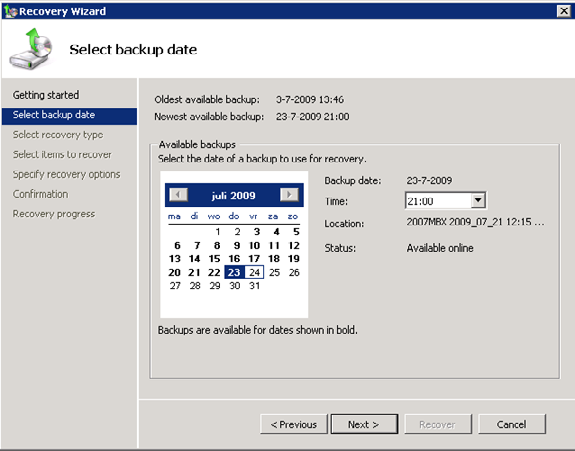 Recovery Wizard
Select backup date
Getting started
Select backup date
Select recovery type
Select items to recover
Specify recovery options
Confirmation
Recovery progress
Oldest available backup: 3-7-2009 13:46
Newest available backup: 23-7-2009 21:00
Available backups
Select the date of a backup to use for recovery.
juli 2009
ma di wo do vr za zo
1 2 3 4 5
6 7 8 9 10 11 12
13 14 15 16 17 18 19
20 21 22 23 24 25 26
27 28 29 30 31
Backup date: 23-7-2009
Time: 21:00
Location: 2007MBX 2009_07_21 12:15 ...
Status: Available online
Backups are available for dates shown in bold.
< Previous Next > Recover Cancel